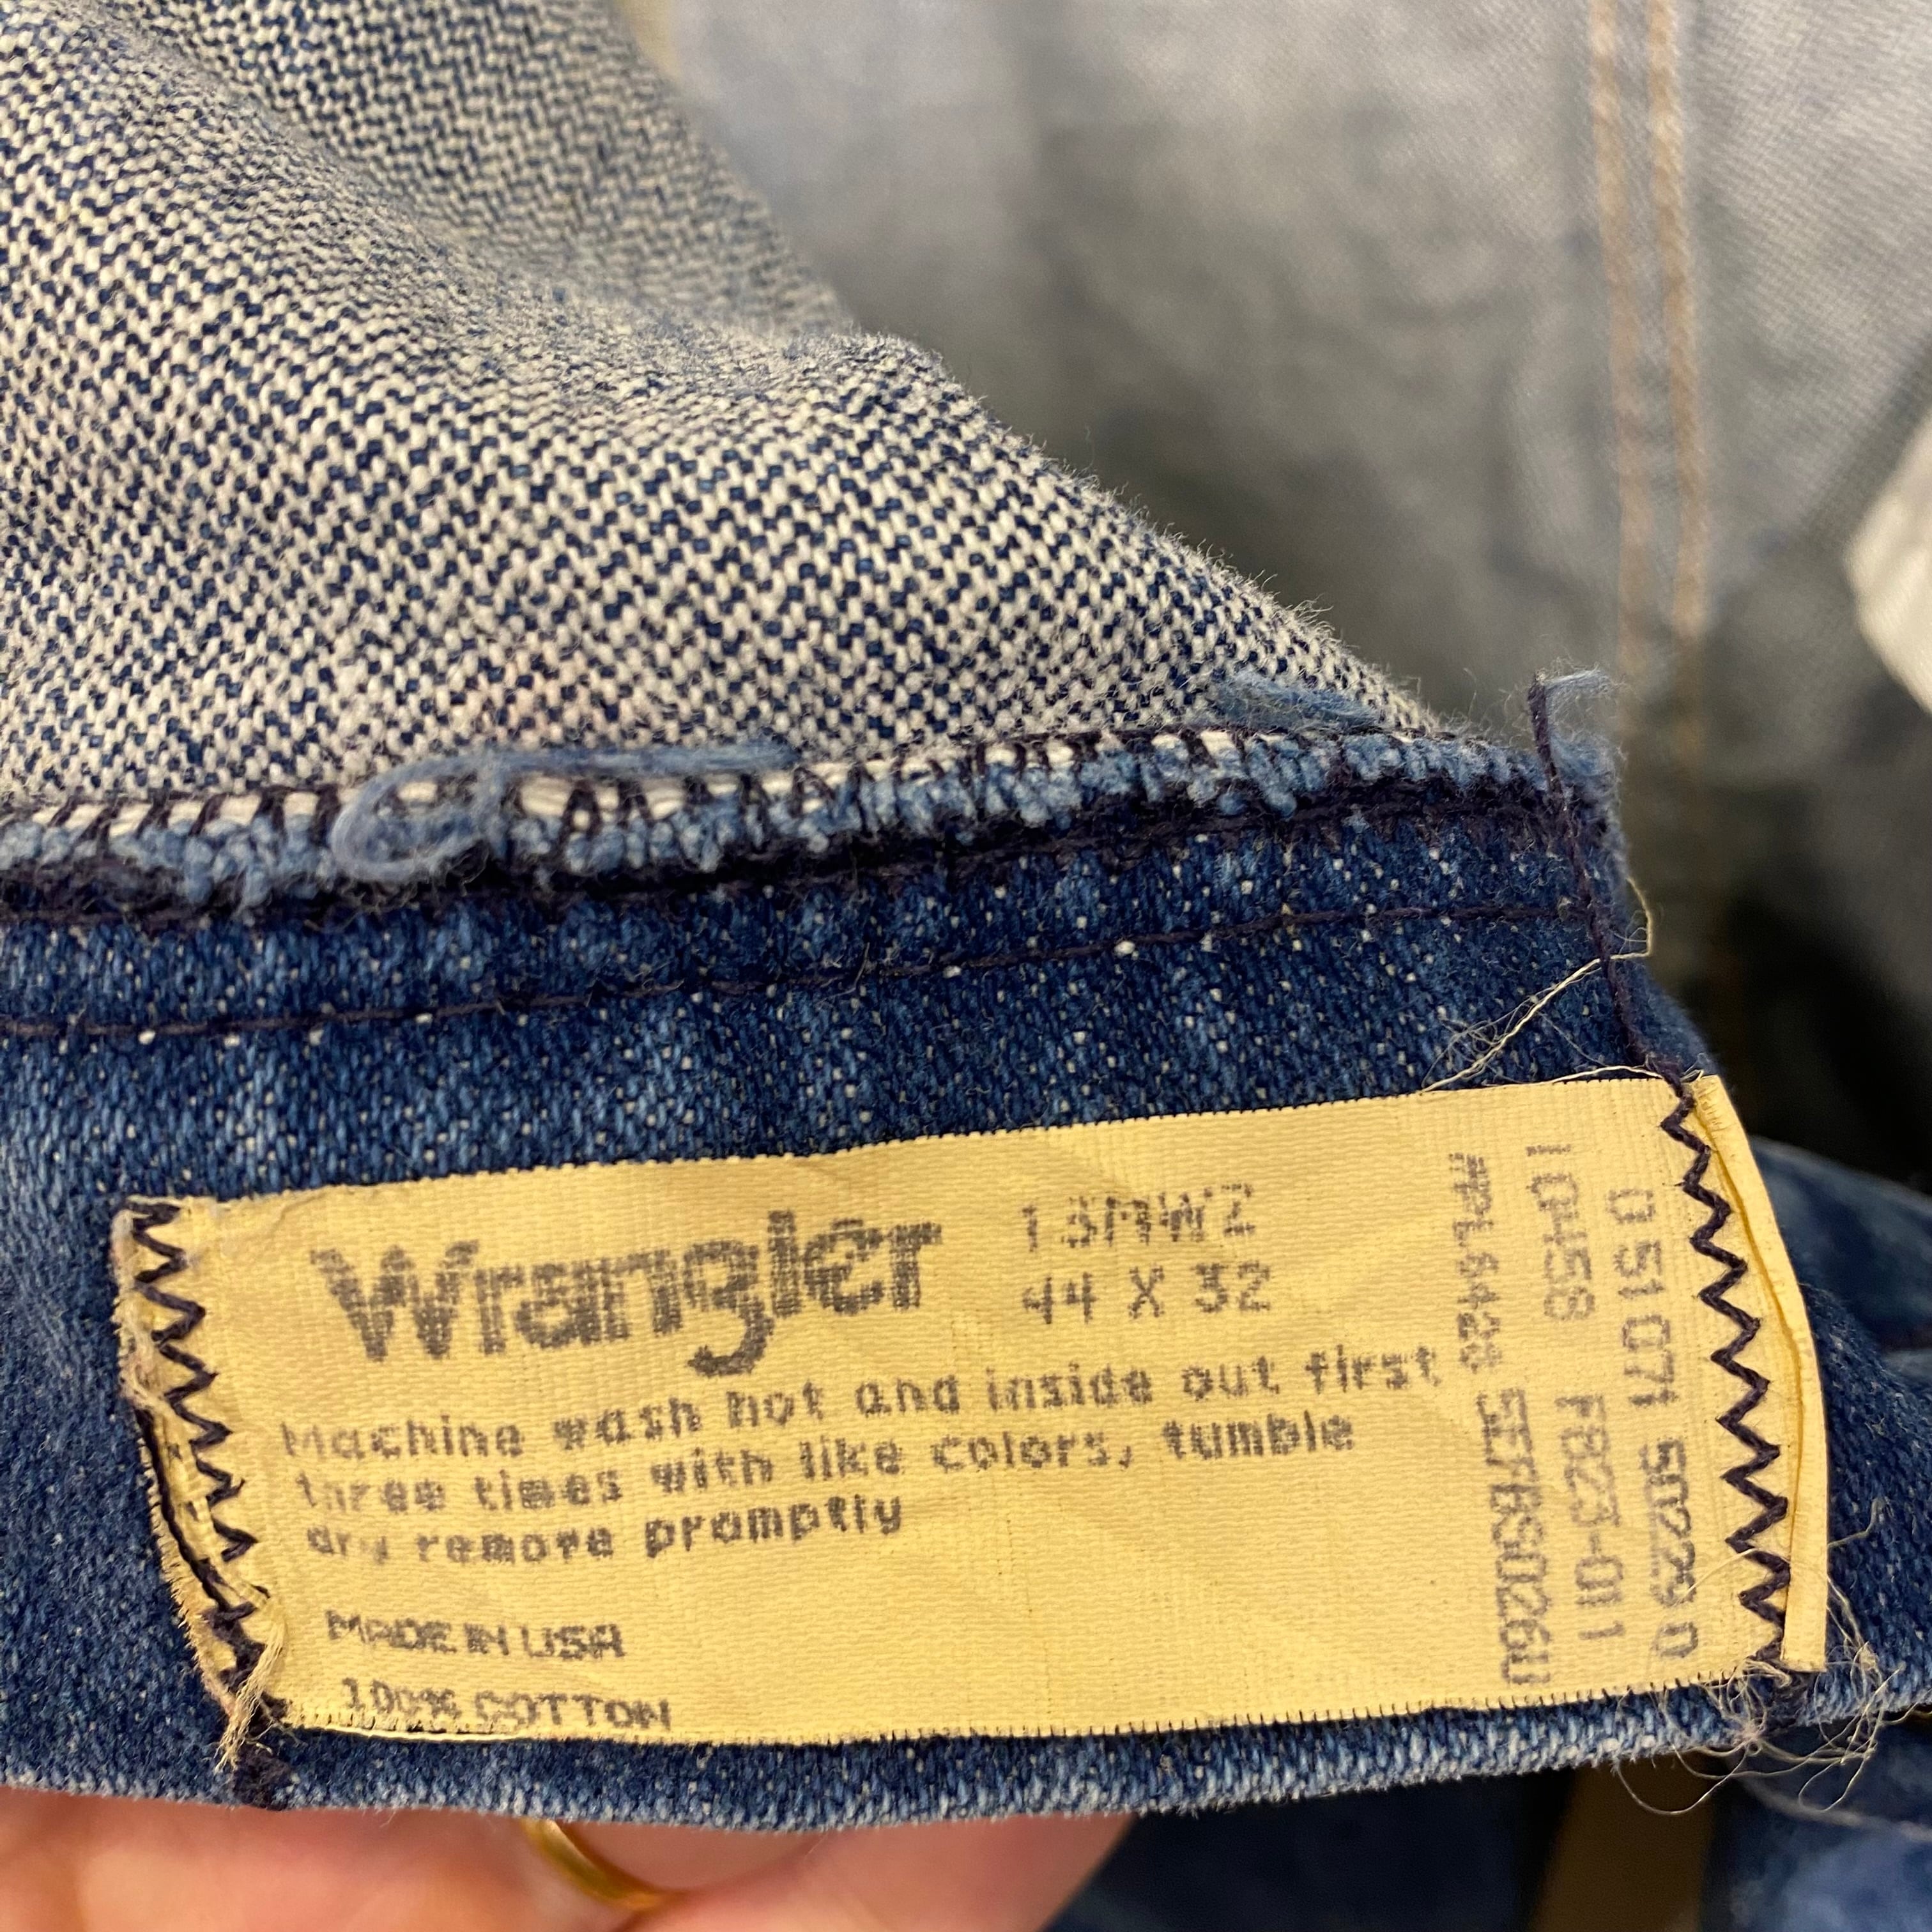 Wrangler 13MWZ
44 X 32
Machine wash hot and inside out first
three times with like colors, tumble
dry remove promptly
MADE IN USA
100% COTTON
0 51071 50225 0
10458 F823-011
#PL6428